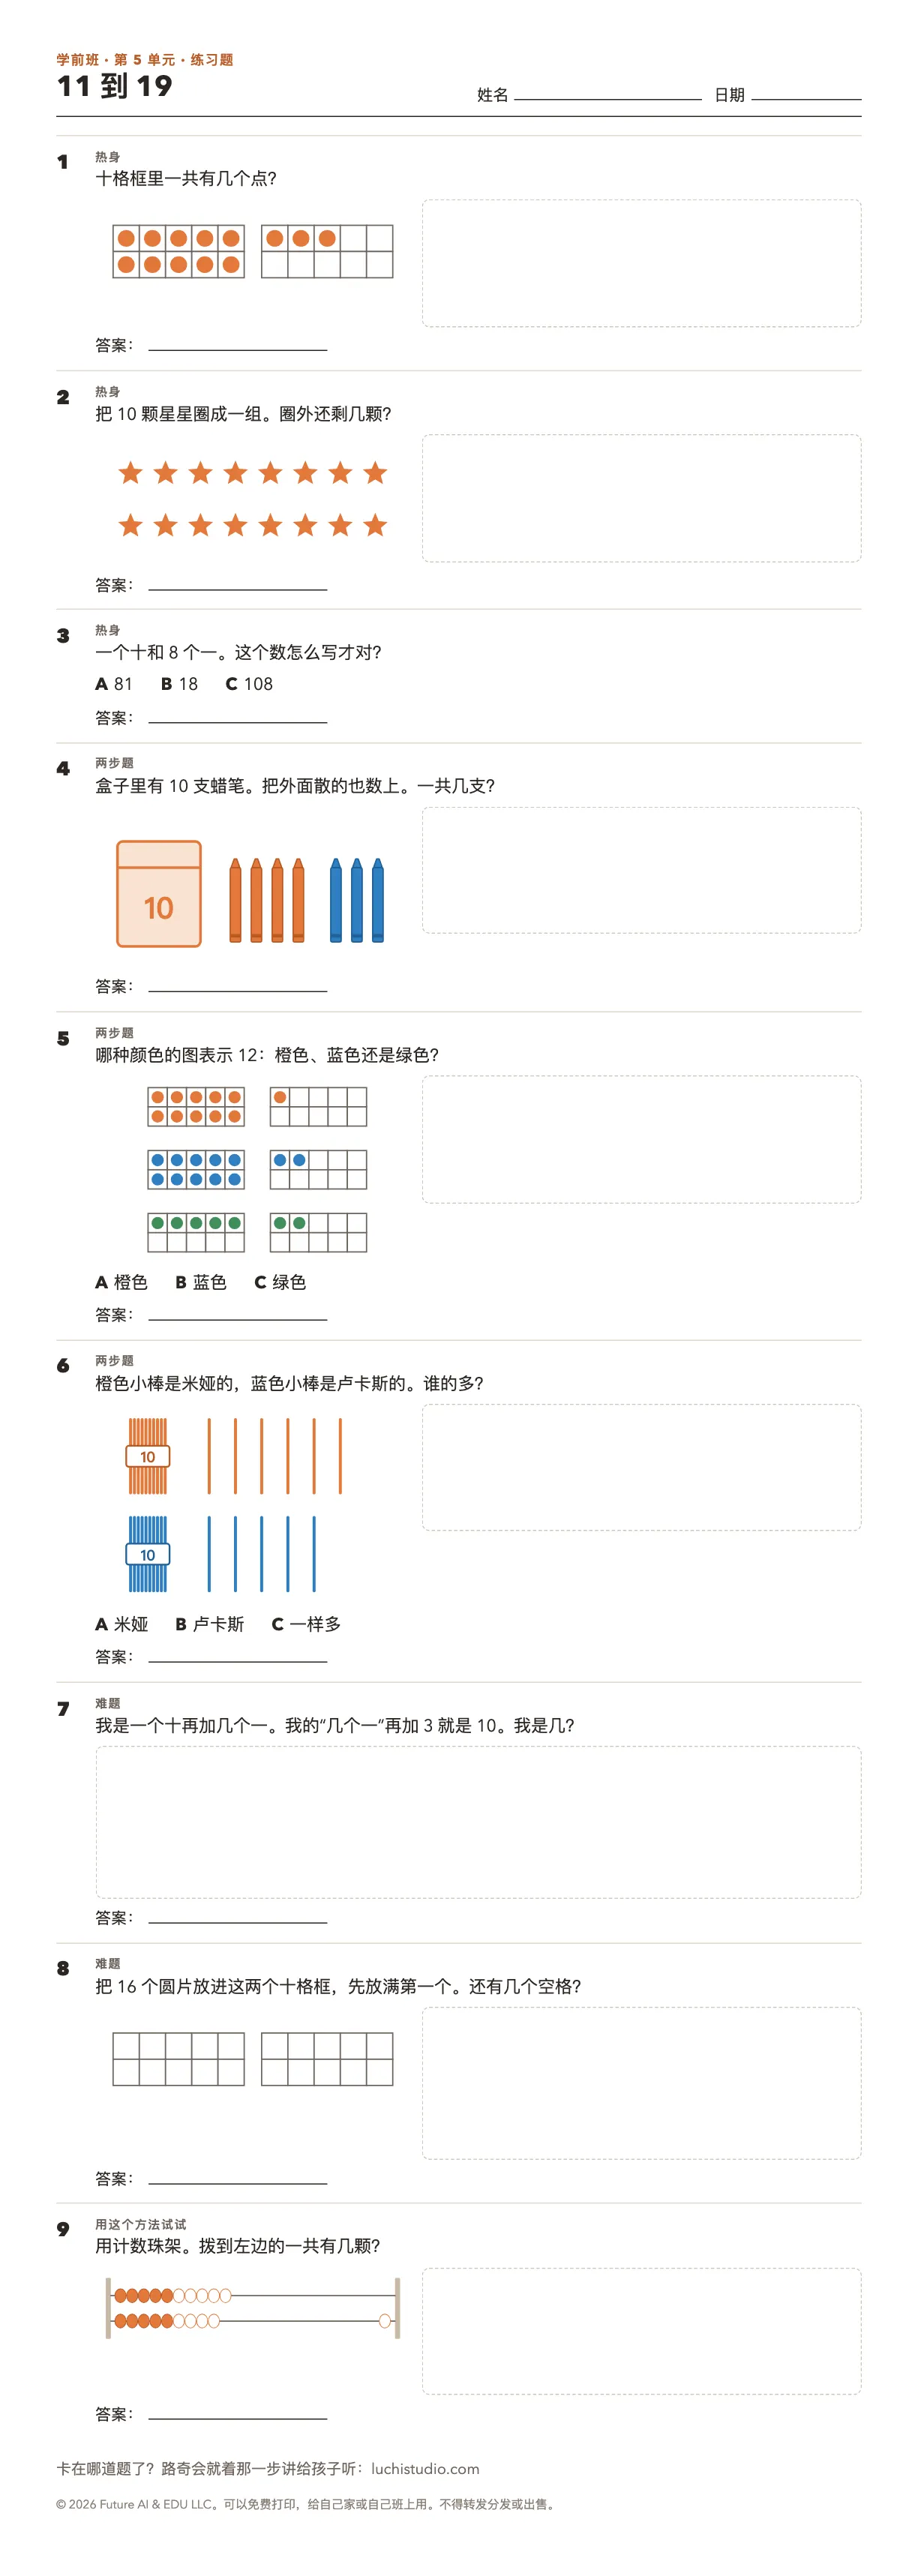 学前班·第 5 单元·练习题
11 到 19
姓名 日期
1
热身
十格框里一共有几个点？
答案：
2
热身
把 10 颗星星圈成一组。圈外还剩几颗？
答案：
3
热身
一个十和 8 个一。这个数怎么写才对？
A 81 B 18 C 108
答案：
4
两步题
盒子里有 10 支蜡笔。把外面散的也数上。一共几支？
10
答案：
5
两步题
哪种颜色的图表示 12：橙色、蓝色还是绿色？
A 橙色 B 蓝色 C 绿色
答案：
6
两步题
橙色小棒是米娅的，蓝色小棒是卢卡斯的。谁的多？
10
10
A 米娅 B 卢卡斯 C 一样多
答案：
7
难题
我是一个十再加几个一。我的“几个一”再加 3 就是 10。我是几？
答案：
8
难题
把 16 个圆片放进这两个十格框，先放满第一个。还有几个空格？
答案：
9
用这个方法试试
用计数珠架。拨到左边的一共有几颗？
答案：
卡在哪道题了？路奇会就着那一步讲给孩子听：luchistudio.com
© 2026 Future AI & EDU LLC。可以免费打印，给自己家或自己班上用。不得转发分发或出售。